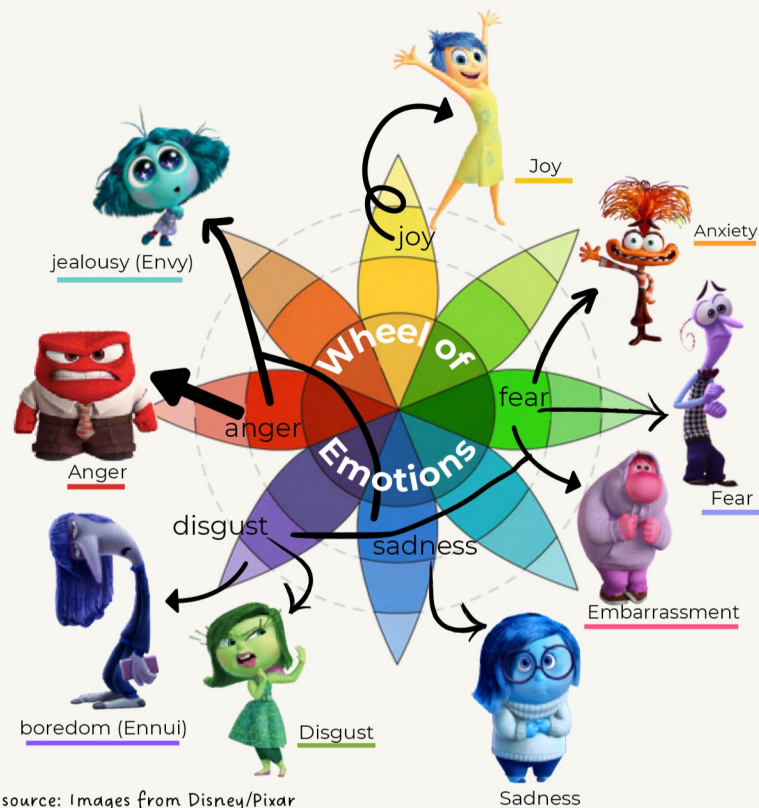 Joy
joy
Anxiety
jealousy (Envy)
Wheel of
Emotions
fear
anger
Anger
Fear
disgust
sadness
Embarrassment
boredom (Ennui)
Disgust
Sadness
source: Images from Disney/Pixar